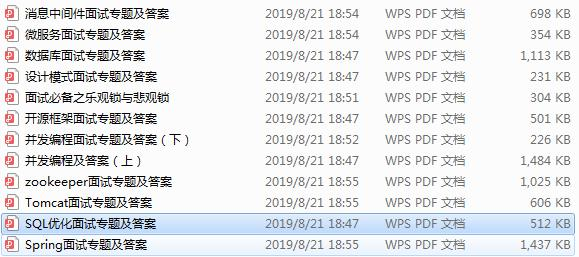 消息中间件面试专题及答案 2019/8/21 18:54 WPS PDF 文档 698 KB
微服务面试专题及答案 2019/8/21 18:54 WPS PDF 文档 354 KB
数据库面试专题及答案 2019/8/21 18:47 WPS PDF 文档 1,113 KB
设计模式面试专题及答案 2019/8/21 18:47 WPS PDF 文档 231 KB
面试必备之乐观锁与悲观锁 2019/8/21 18:51 WPS PDF 文档 304 KB
开源框架面试专题及答案 2019/8/21 18:47 WPS PDF 文档 501 KB
并发编程面试专题及答案（下） 2019/8/21 18:52 WPS PDF 文档 226 KB
并发编程及答案（上） 2019/8/21 18:47 WPS PDF 文档 1,484 KB
zookeeper面试专题及答案 2019/8/21 18:55 WPS PDF 文档 1,025 KB
Tomcat面试专题及答案 2019/8/21 18:55 WPS PDF 文档 606 KB
SQL优化面试专题及答案 2019/8/21 18:47 WPS PDF 文档 512 KB
Spring面试专题及答案 2019/8/21 18:55 WPS PDF 文档 1,437 KB